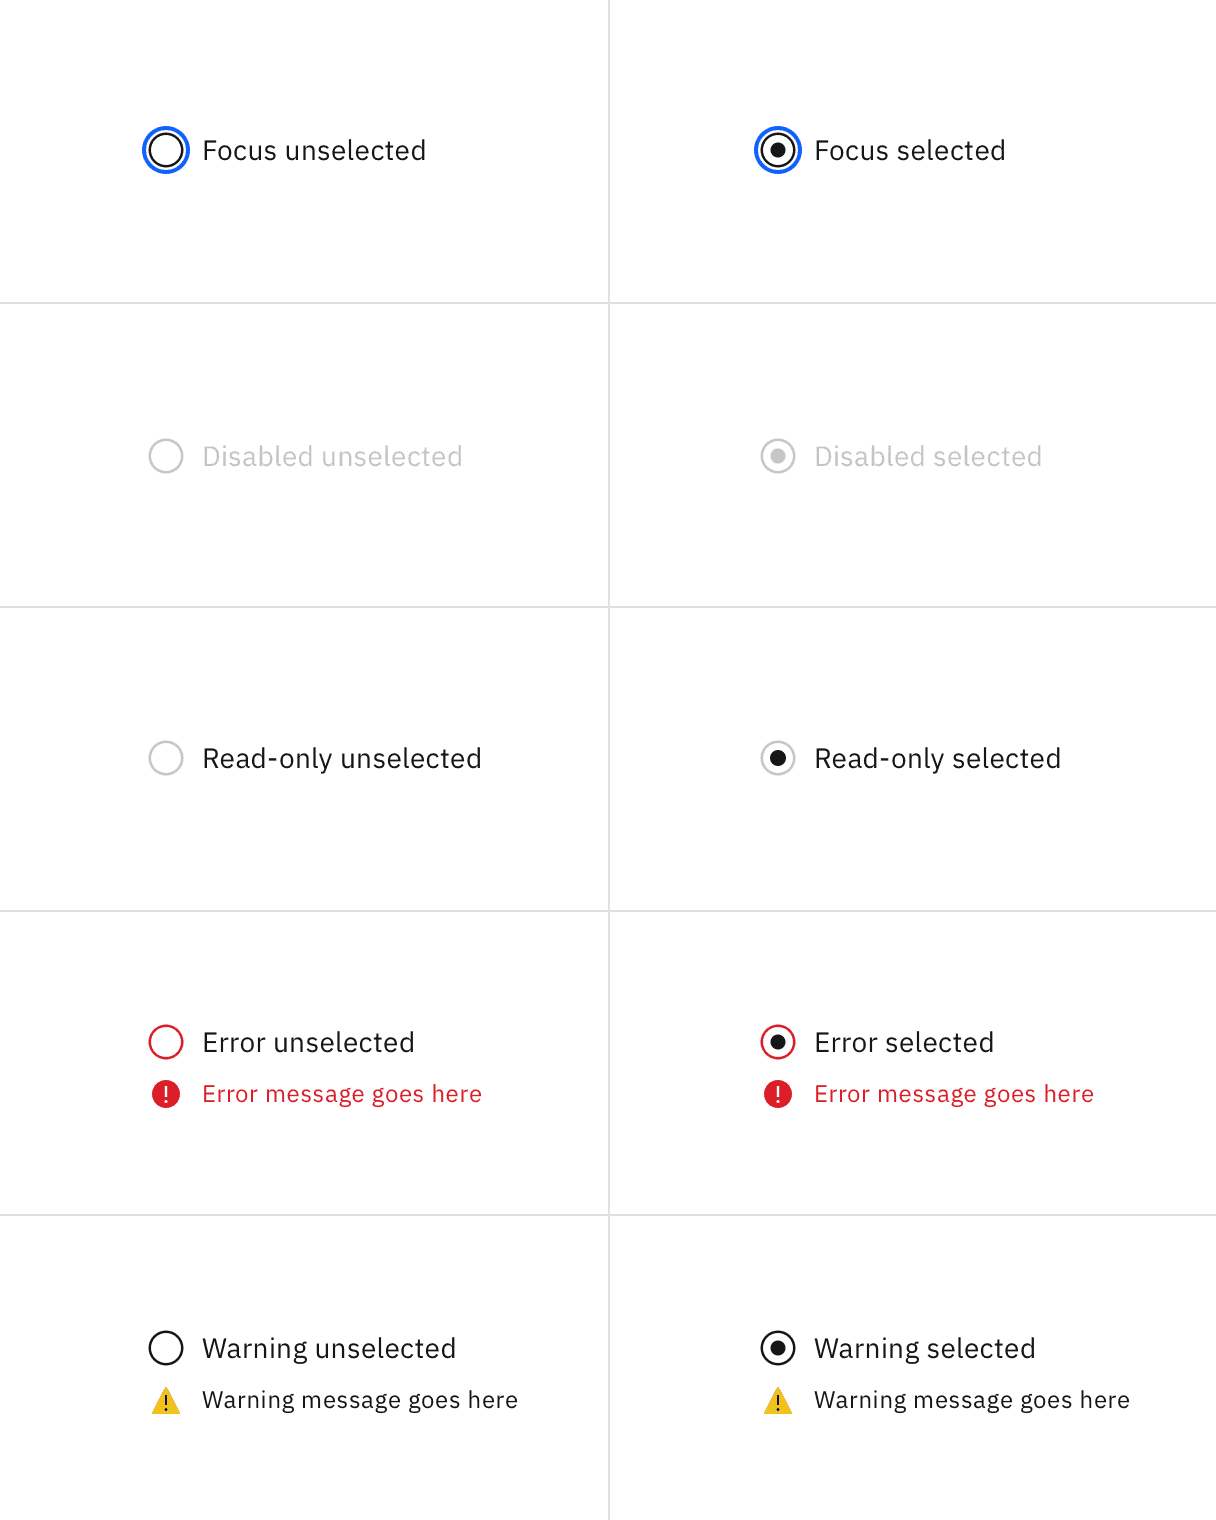 Focus unselected
Focus selected
Disabled unselected
Disabled selected
Read-only unselected
Read-only selected
Error unselected
Error message goes here
Error selected
Error message goes here
Warning unselected
Warning message goes here
Warning selected
Warning message goes here